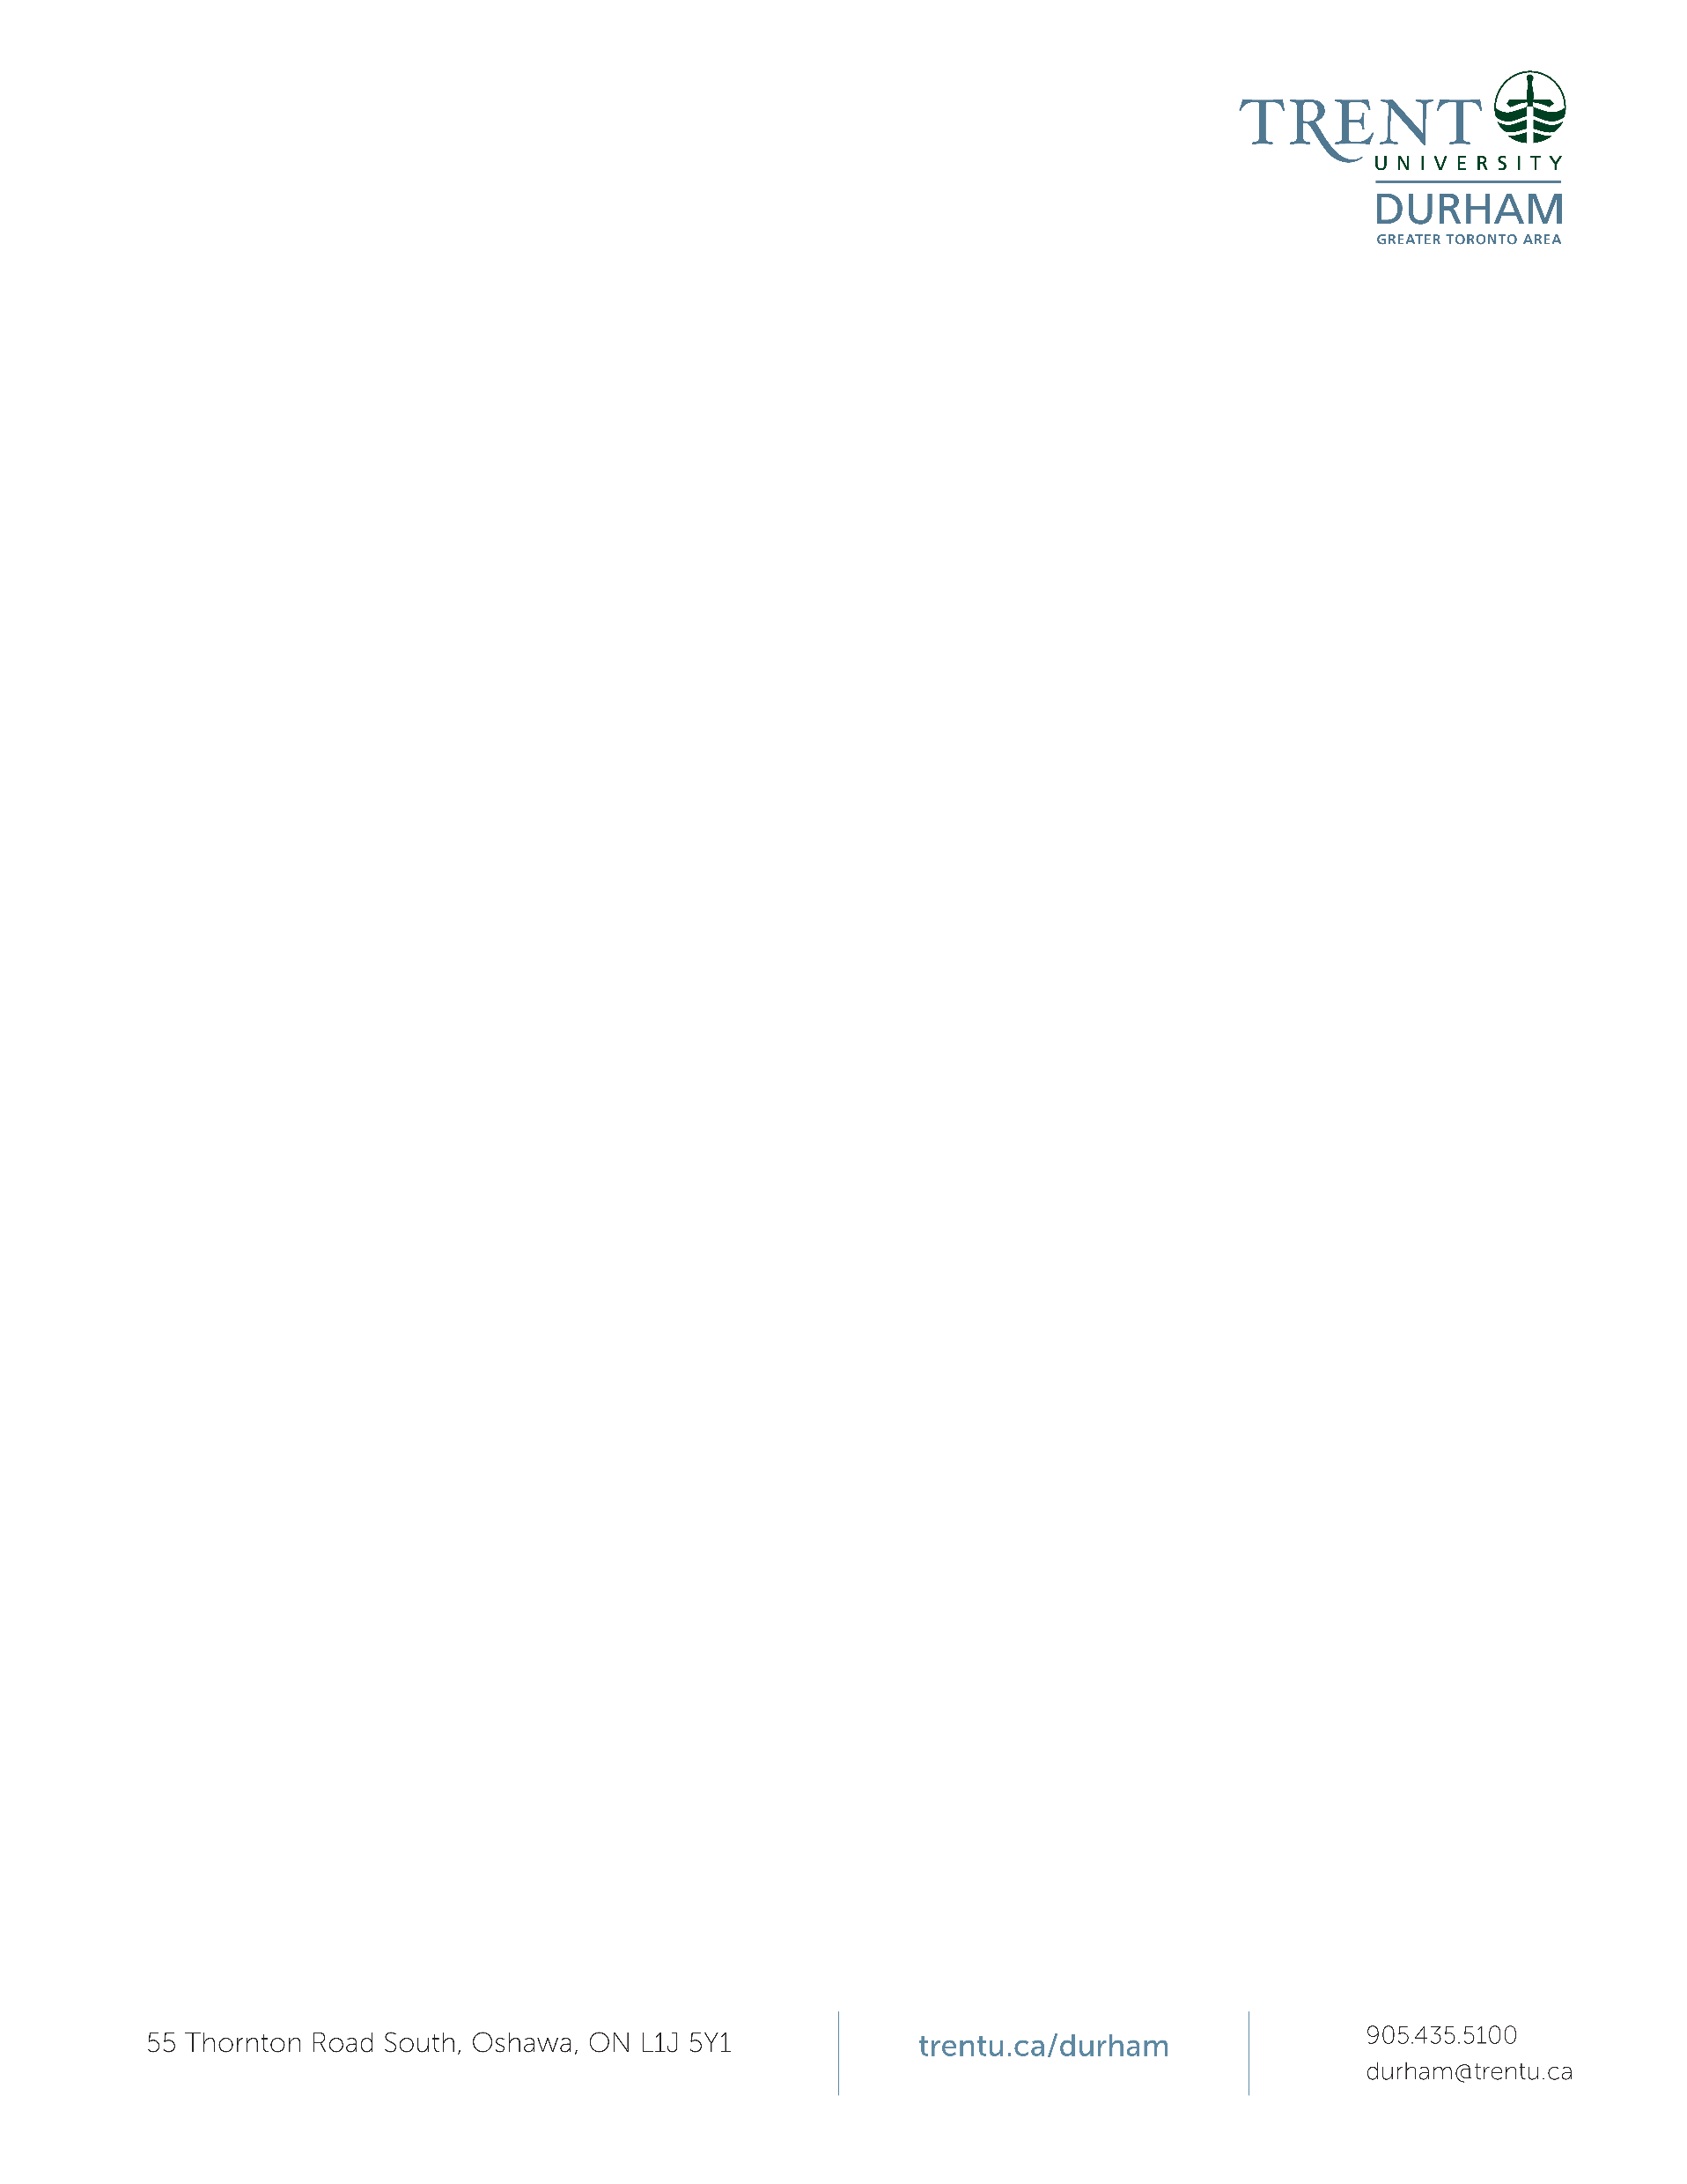 TRENT
UNIVERSITY
DURHAM
GREATER TORONTO AREA
55 Thornton Road South, Oshawa, ON L1J 5Y1
trentu.ca/durham
905.435.5100
durham@trentu.ca